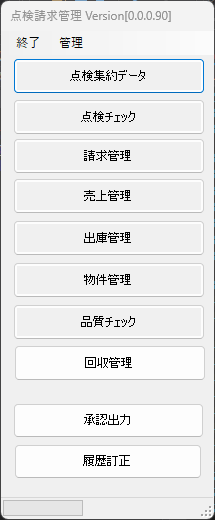 点検請求管理 Version[0.0.0.90]
終了 管理
点検集約データ
点検チェック
請求管理
売上管理
出庫管理
物件管理
品質チェック
回収管理
承認出力
履歴訂正